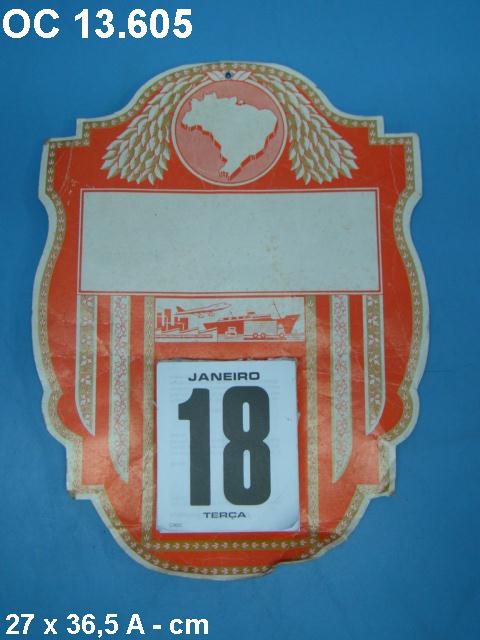 OC 13.605
JANEIRO
18
TERÇA
27 x 36,5 A - cm